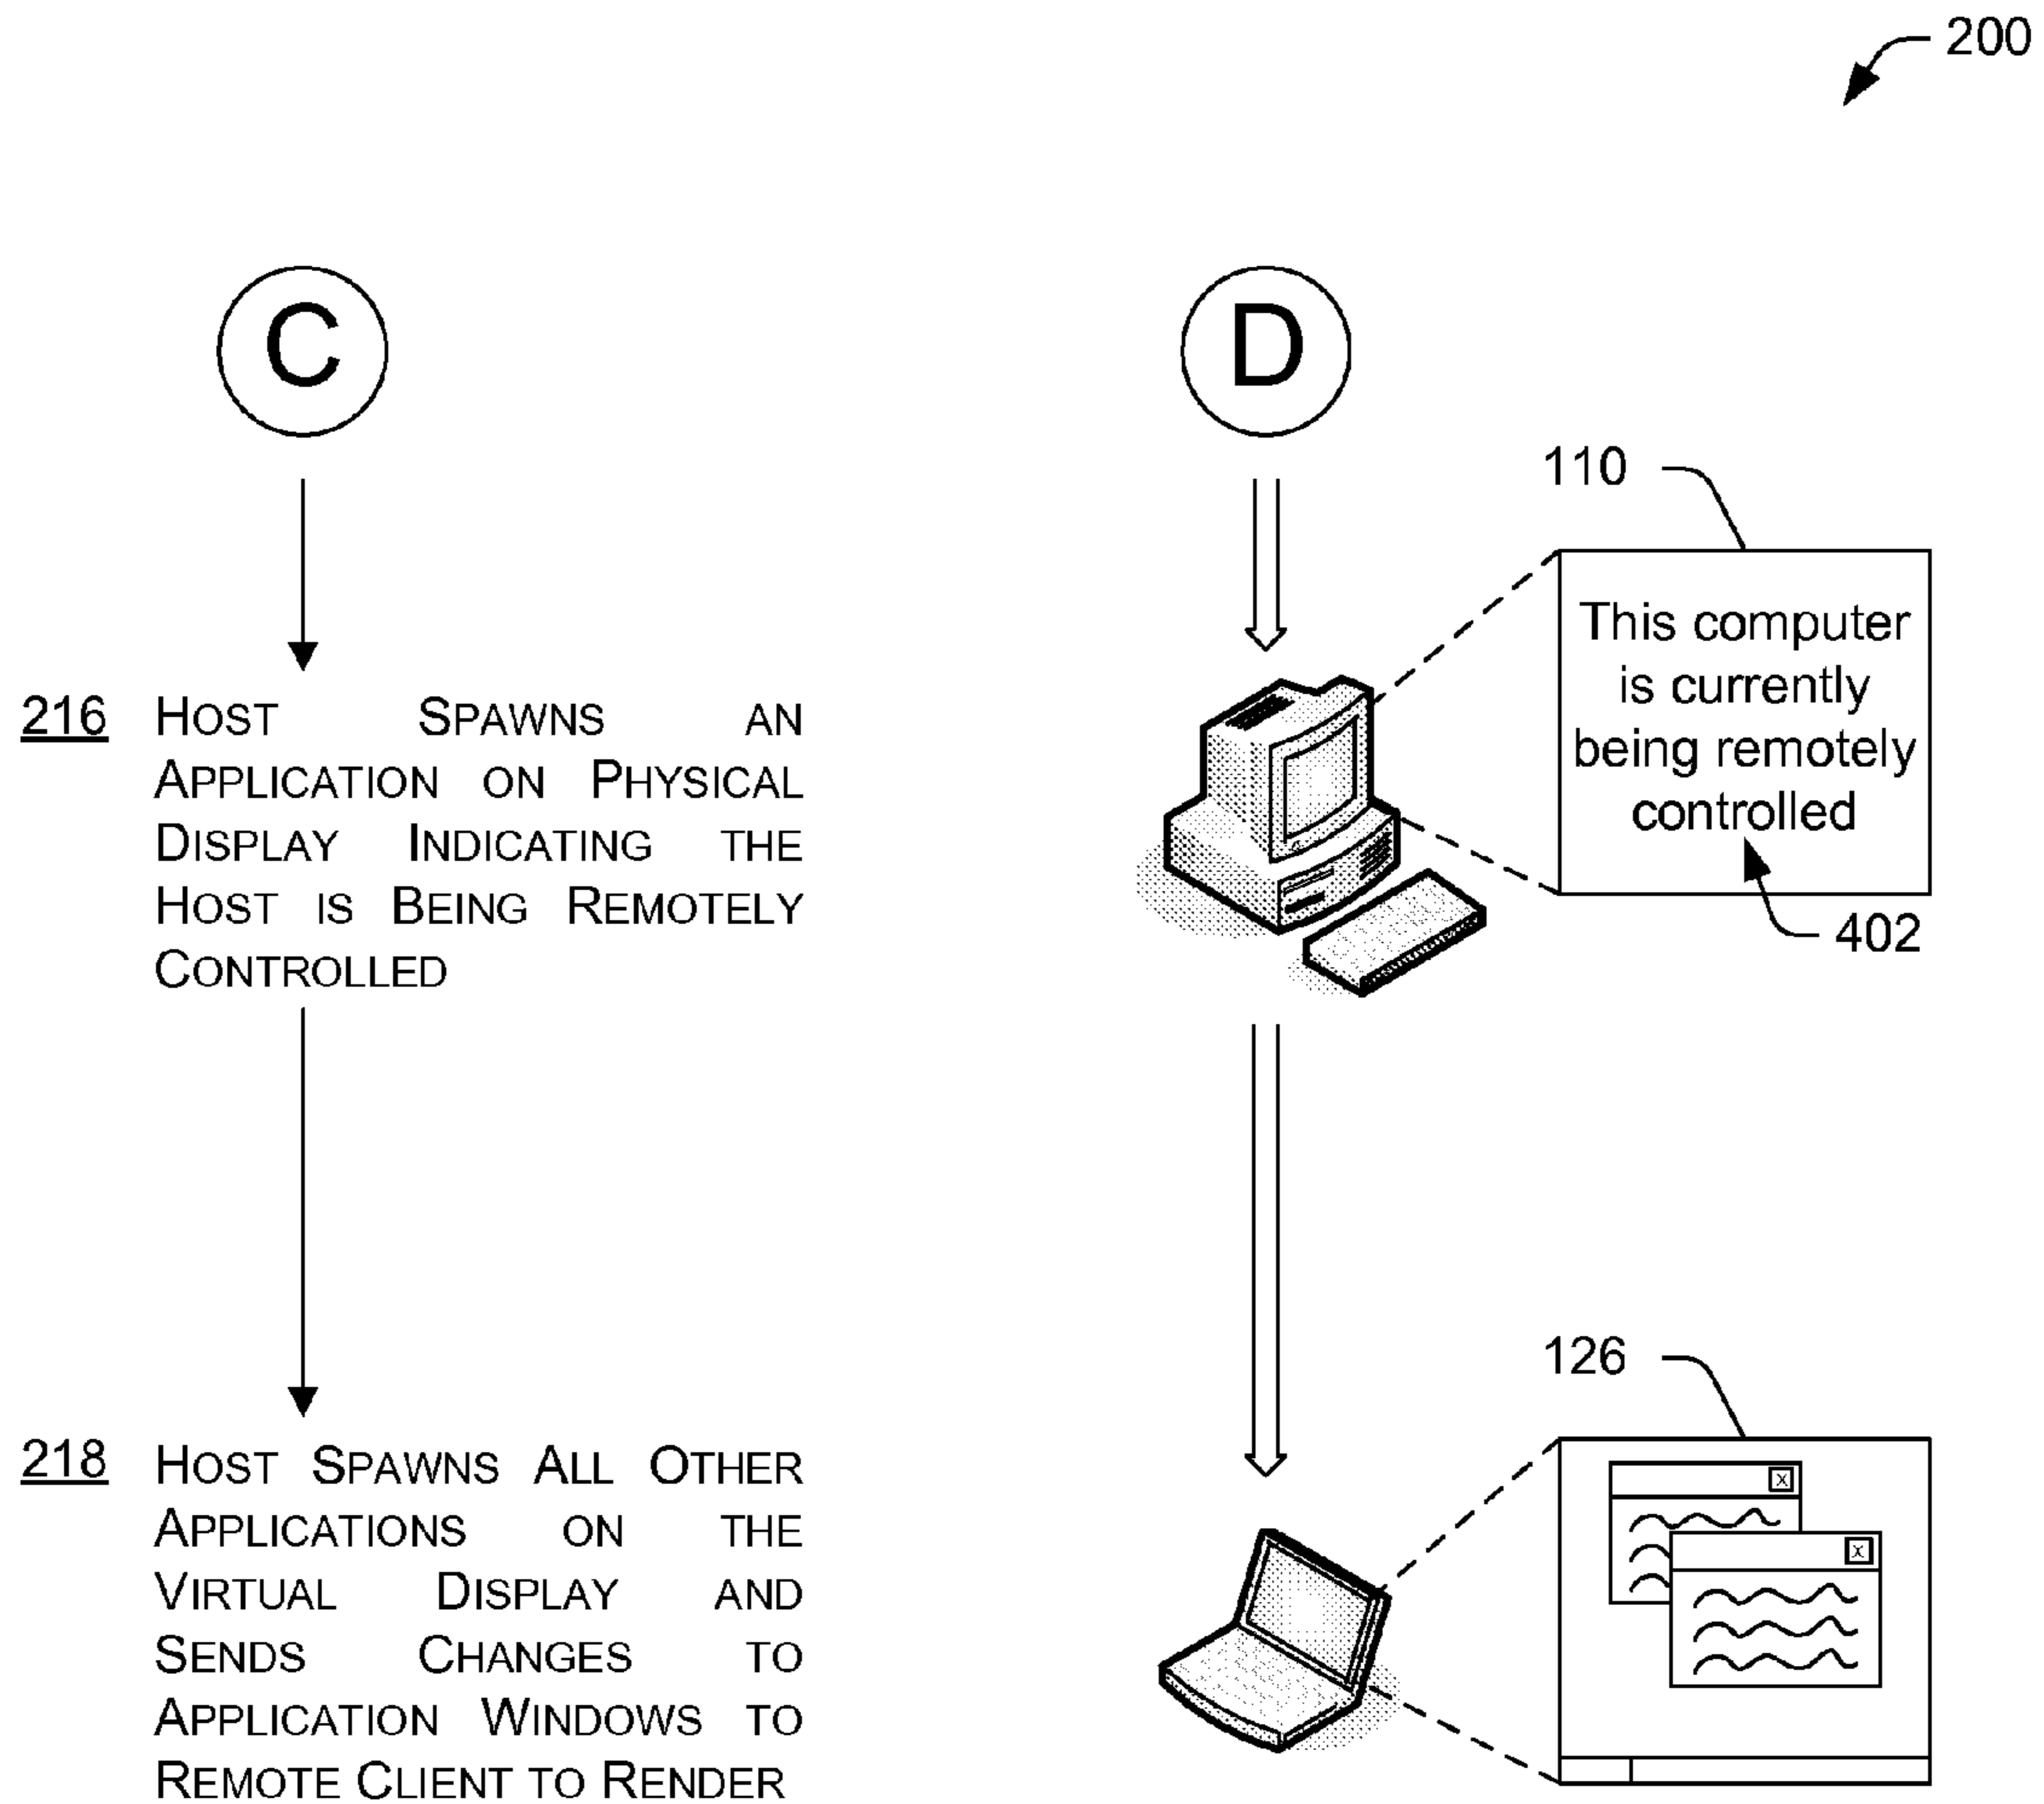 200
C
D
110
This computer
is currently
being remotely
controlled
402
216 HOST SPAWNS AN
APPLICATION ON PHYSICAL
DISPLAY INDICATING THE
HOST IS BEING REMOTELY
CONTROLLED
126
X
X
218 HOST SPAWNS ALL OTHER
APPLICATIONS ON THE
VIRTUAL DISPLAY AND
SENDS CHANGES TO
APPLICATION WINDOWS TO
REMOTE CLIENT TO RENDER